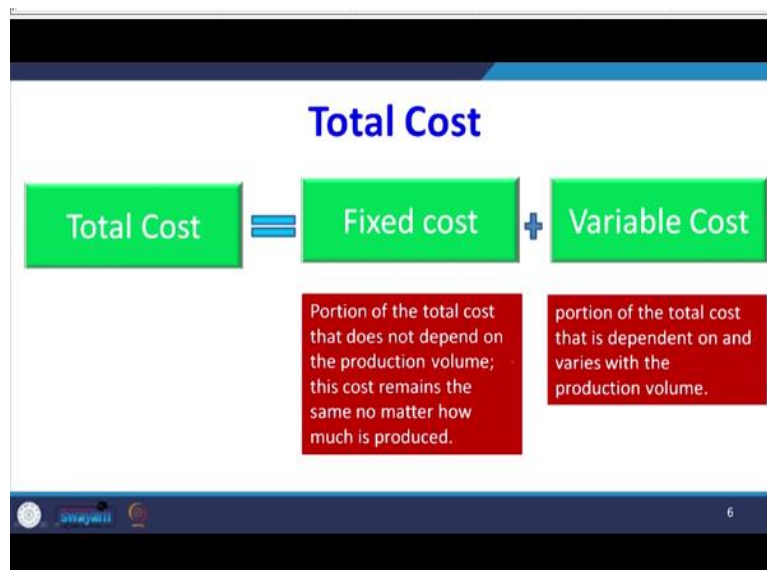 Total Cost
Total Cost
Fixed cost
Variable Cost
Portion of the total cost
that does not depend on
the production volume;
this cost remains the
same no matter how
much is produced.
portion of the total cost
that is dependent on and
varies with the
production volume.
swayam
6